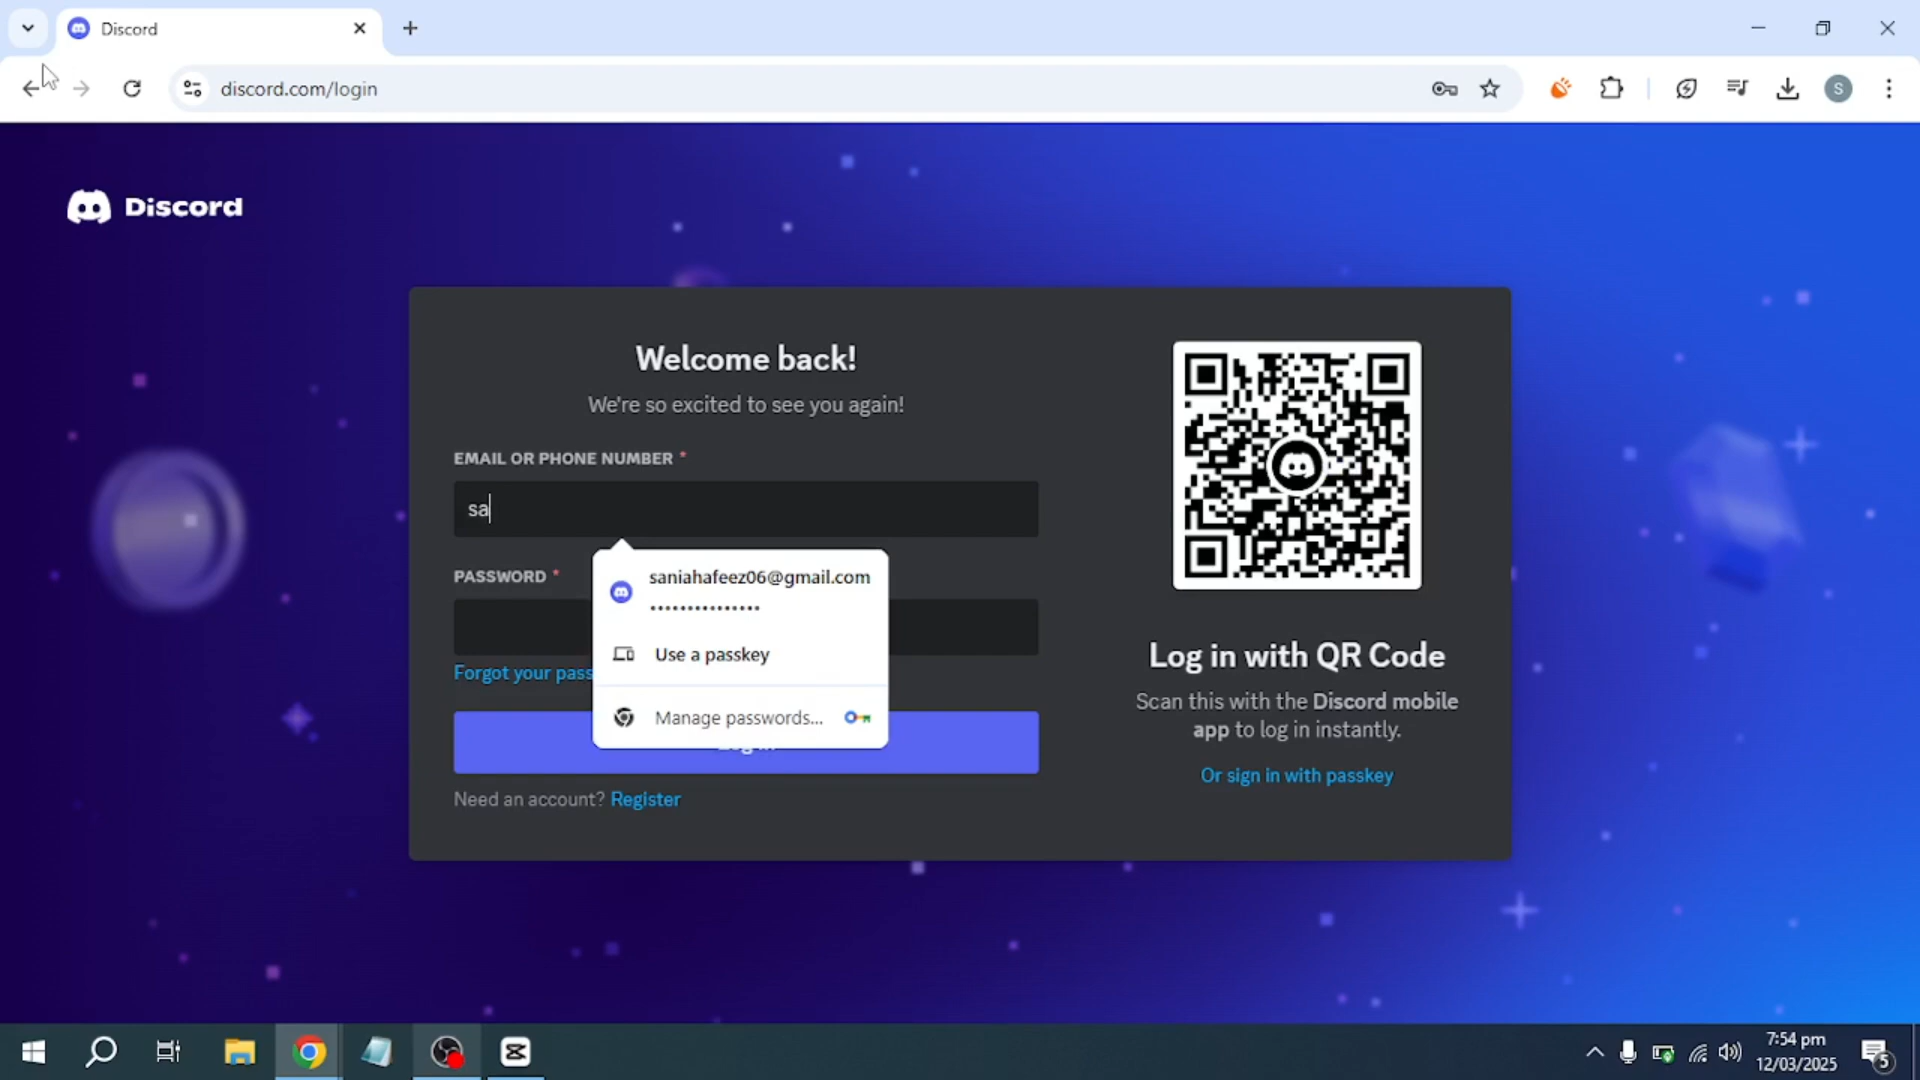 Discord
discord.com/login
S
Discord
Welcome back!
We're so excited to see you again!
EMAIL OR PHONE NUMBER *
sa
saniahafeez06@gmail.com
•••••••••••••••
PASSWORD *
Use a passkey
Forgot your pass
Manage passwords...
Need an account? Register
Log in with QR Code
Scan this with the Discord mobile
app to log in instantly.
Or sign in with passkey
7:54 pm
12/03/2025
5